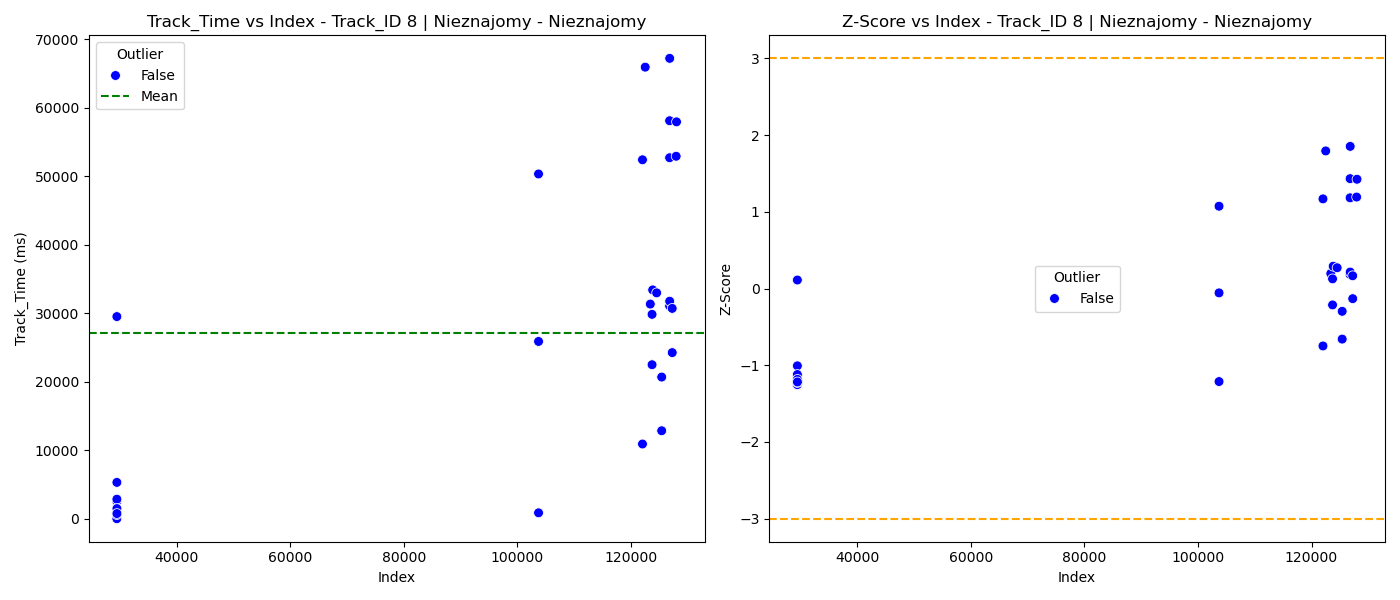 Track_Time vs Index - Track_ID 8 | Nieznajomy - Nieznajomy
Outlier
False
Mean
70000
60000
50000
40000
30000
20000
10000
0
Track_Time (ms)
40000
60000
80000
100000
120000
Index
Z-Score vs Index - Track_ID 8 | Nieznajomy - Nieznajomy
Outlier
False
3
2
1
0
−1
−2
−3
Z-Score
40000
60000
80000
100000
120000
Index